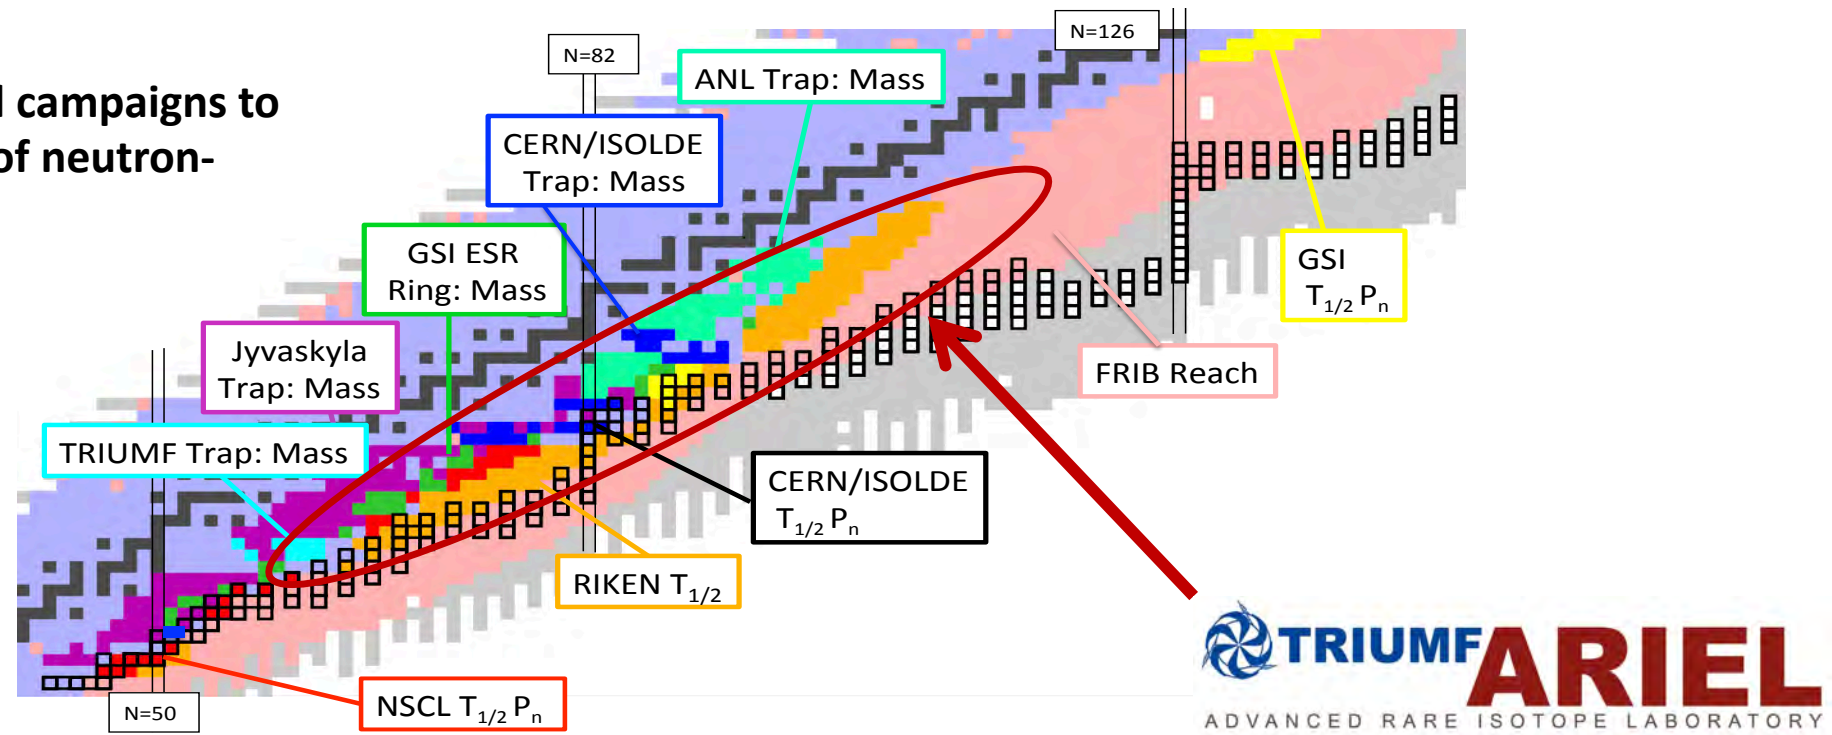 l campaigns to
of neutron-
N=82
N=126
ANL Trap: Mass
CERN/ISOLDE
Trap: Mass
GSI ESR
Ring: Mass
GSI
T1/2 Pn
Jyvaskyla
Trap: Mass
FRIB Reach
TRIUMF Trap: Mass
CERN/ISOLDE
T1/2 Pn
RIKEN T1/2
NSCL T1/2 Pn
N=50
TRIUMF ARIEL
ADVANCED RARE ISOTOPE LABORATORY